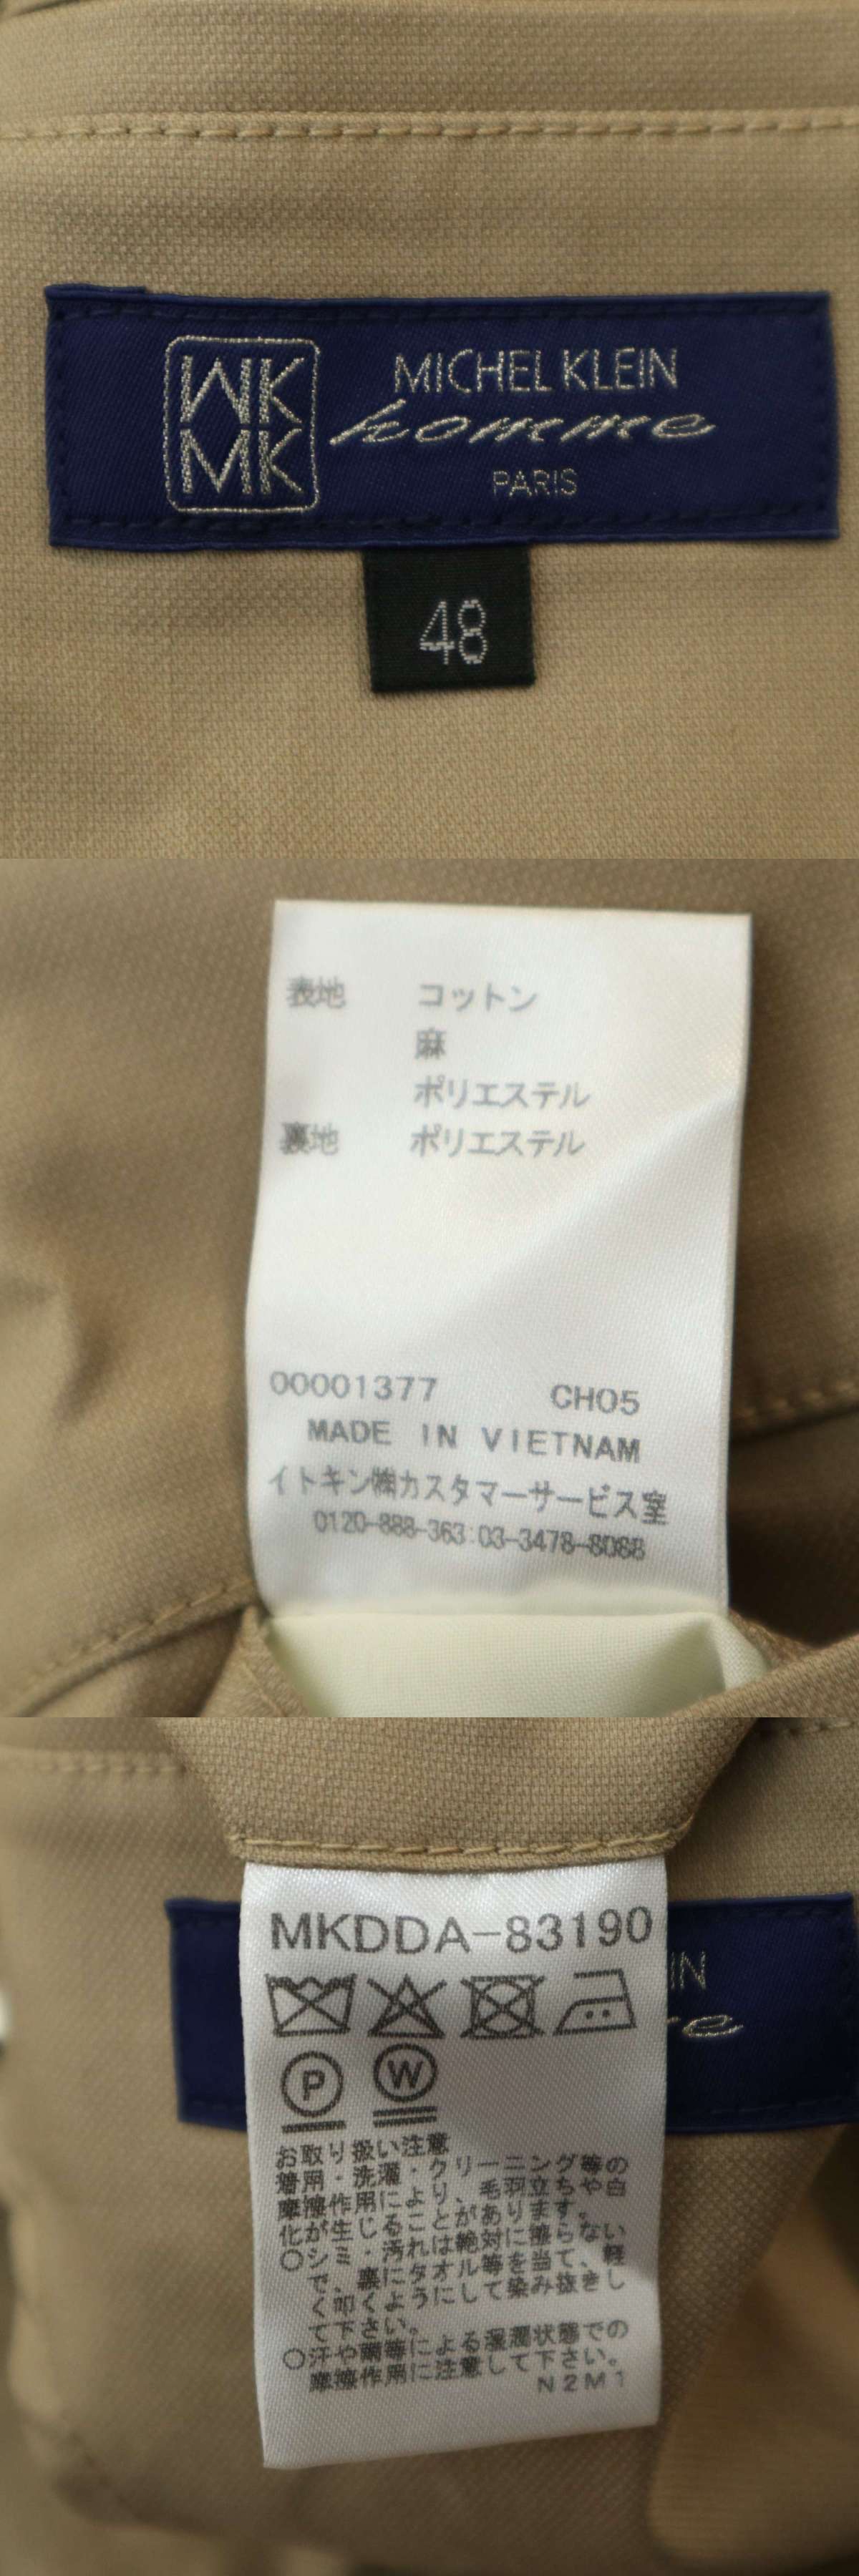 MK
MK
MICHEL KLEIN
homme
PARIS
48
表地 コットン
麻
ポリエステル
裏地 ポリエステル
00001377 CH05
MADE IN VIETNAM
イトキン㈱カスタマーサービス室
0120-888-363:03-3478-8088
MKDDA-83190
P W
お取り扱い注意
着用・洗濯・クリーニング等の
摩擦作用により、毛羽立ちや白
化が生じることがあります。
○シミ・汚れは絶対に擦らない
で、裏にタオル等を当て、軽
く叩くようにして染み抜きし
て下さい。
○汗や雨等による湿潤状態での
摩擦作用に注意して下さい。
N2M1
IN
e